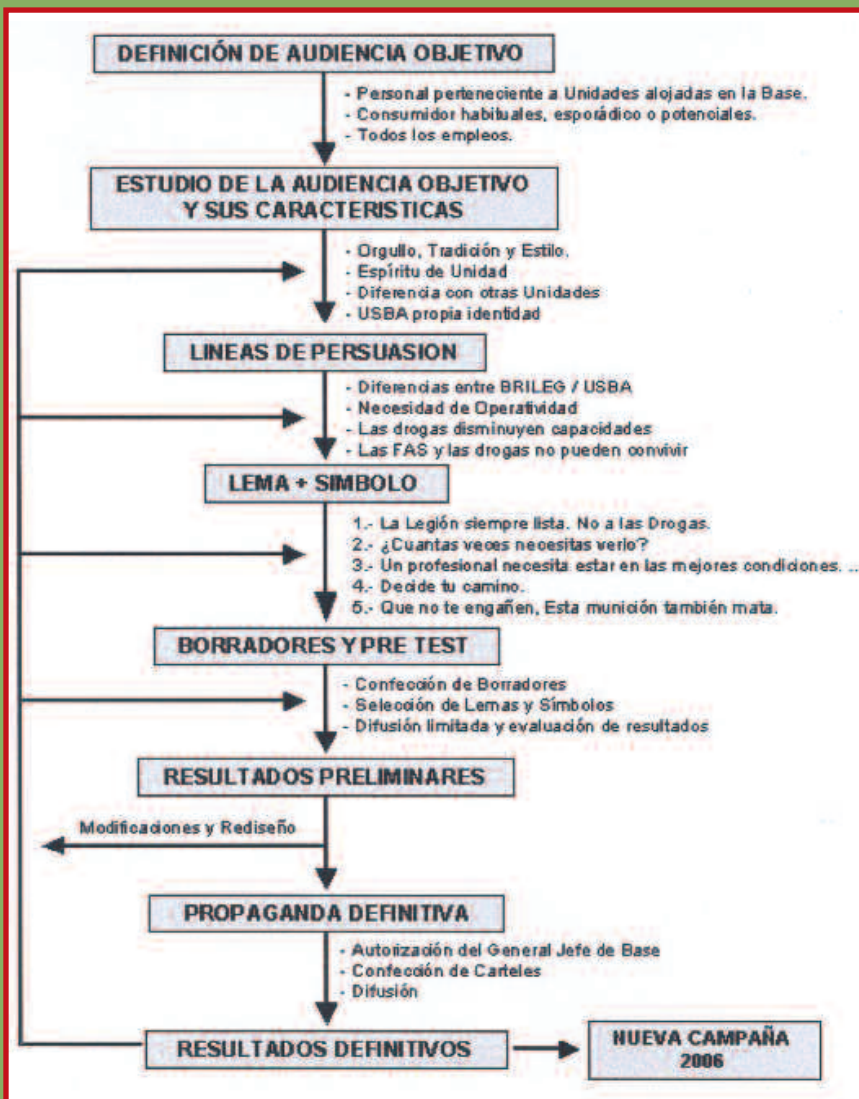 DEFINICIÓN DE AUDIENCIA OBJETIVO
- Personal perteneciente a Unidades alojadas en la Base.
- Consumidor habituales, esporádico o potenciales.
- Todos los empleos.
ESTUDIO DE LA AUDIENCIA OBJETIVO
Y SUS CARACTERISTICAS
- Orgullo, Tradición y Estilo.
- Espíritu de Unidad
- Diferencia con otras Unidades
- USBA propia identidad
LINEAS DE PERSUASION
- Diferencias entre BRILEG / USBA
- Necesidad de Operatividad
- Las drogas disminuyen capacidades
- Las FAS y las drogas no pueden convivir
LEMA + SIMBOLO
1.- La Legión siempre lista. No a las Drogas.
2.- ¿Cuantas veces necesitas verlo?
3.- Un profesional necesita estar en las mejores condiciones. ...
4.- Decide tu camino.
5.- Que no te engañen, Esta munición también mata.
BORRADORES Y PRE TEST
- Confección de Borradores
- Selección de Lemas y Símbolos
- Difusión limitada y evaluación de resultados
RESULTADOS PRELIMINARES
Modificaciones y Rediseño
PROPAGANDA DEFINITIVA
- Autorización del General Jefe de Base
- Confección de Carteles
- Difusión
RESULTADOS DEFINITIVOS
NUEVA CAMPAÑA
2006